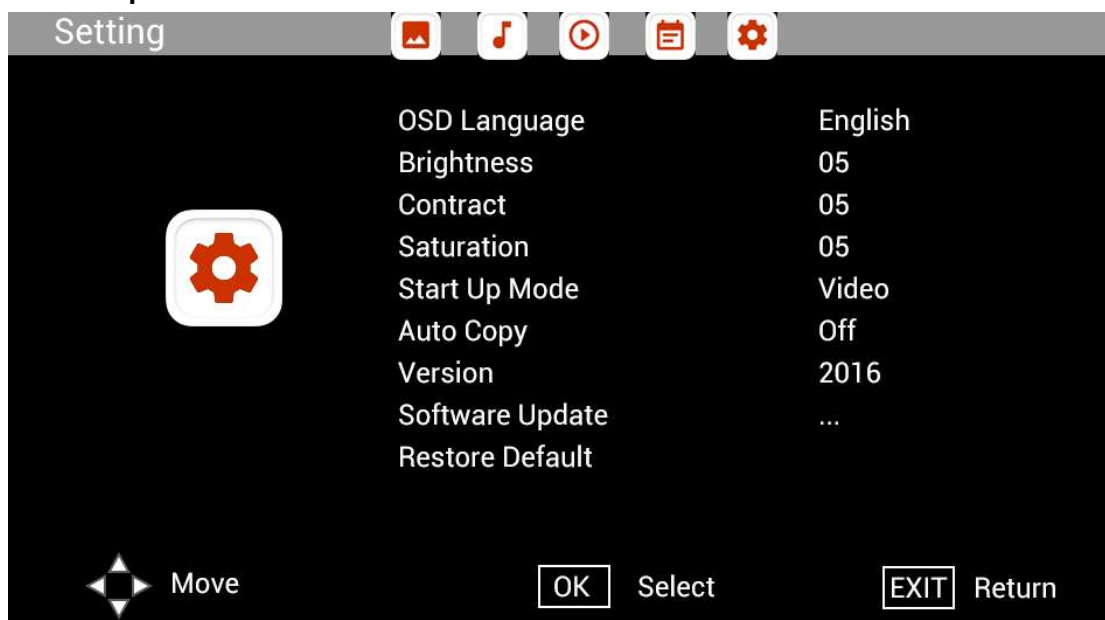 Setting
OSD Language English
Brightness 05
Contract 05
Saturation 05
Start Up Mode Video
Auto Copy Off
Version 2016
Software Update ...
Restore Default
Move OK Select EXIT Return